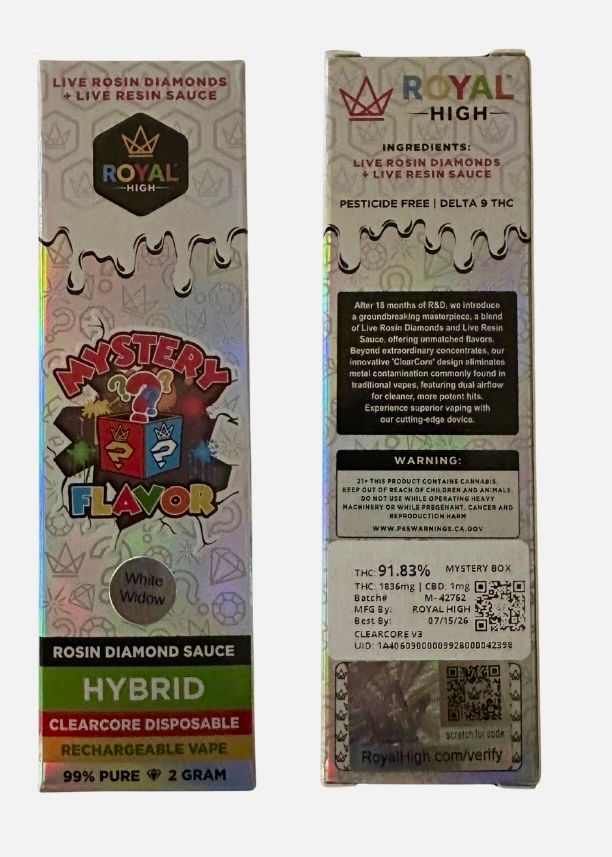 LIVE ROSIN DIAMONDS
+ LIVE RESIN SAUCE
ROYAL™
HIGH
MYSTERY
FLAVOR
White
Widow
ROSIN DIAMOND SAUCE
HYBRID
CLEARCORE DISPOSABLE
RECHARGEABLE VAPE
99% PURE 2 GRAM
ROYAL™
HIGH
INGREDIENTS:
LIVE ROSIN DIAMONDS
+ LIVE RESIN SAUCE
PESTICIDE FREE | DELTA 9 THC
After 18 months of R&D, we introduce
a groundbreaking masterpiece, a blend
of Live Rosin Diamonds and Live Resin
Sauce, offering unmatched flavors.
Beyond extraordinary concentrates, our
innovative 'ClearCore' design eliminates
metal contamination commonly found in
traditional vapes, featuring dual airflow
for cleaner, more potent hits.
Experience superior vaping with
our cutting-edge device.
WARNING:
21+ THIS PRODUCT CONTAINS CANNABIS.
KEEP OUT OF REACH OF CHILDREN AND ANIMALS.
DO NOT USE WHILE OPERATING HEAVY
MACHINERY OR WHILE PREGENANT. CANCER AND
REPRODUCTION HARM
WWW.P65WARNINGS.CA.GOV
THC: 91.83% MYSTERY BOX
THC: 1836mg | CBD: 1mg
Batch# M-42762
MFG By: ROYAL HIGH
Best By: 07/15/26
CLEARCORE V3
UID: 1A4060300009928000042398
scratch for code
RoyalHigh.com/verify